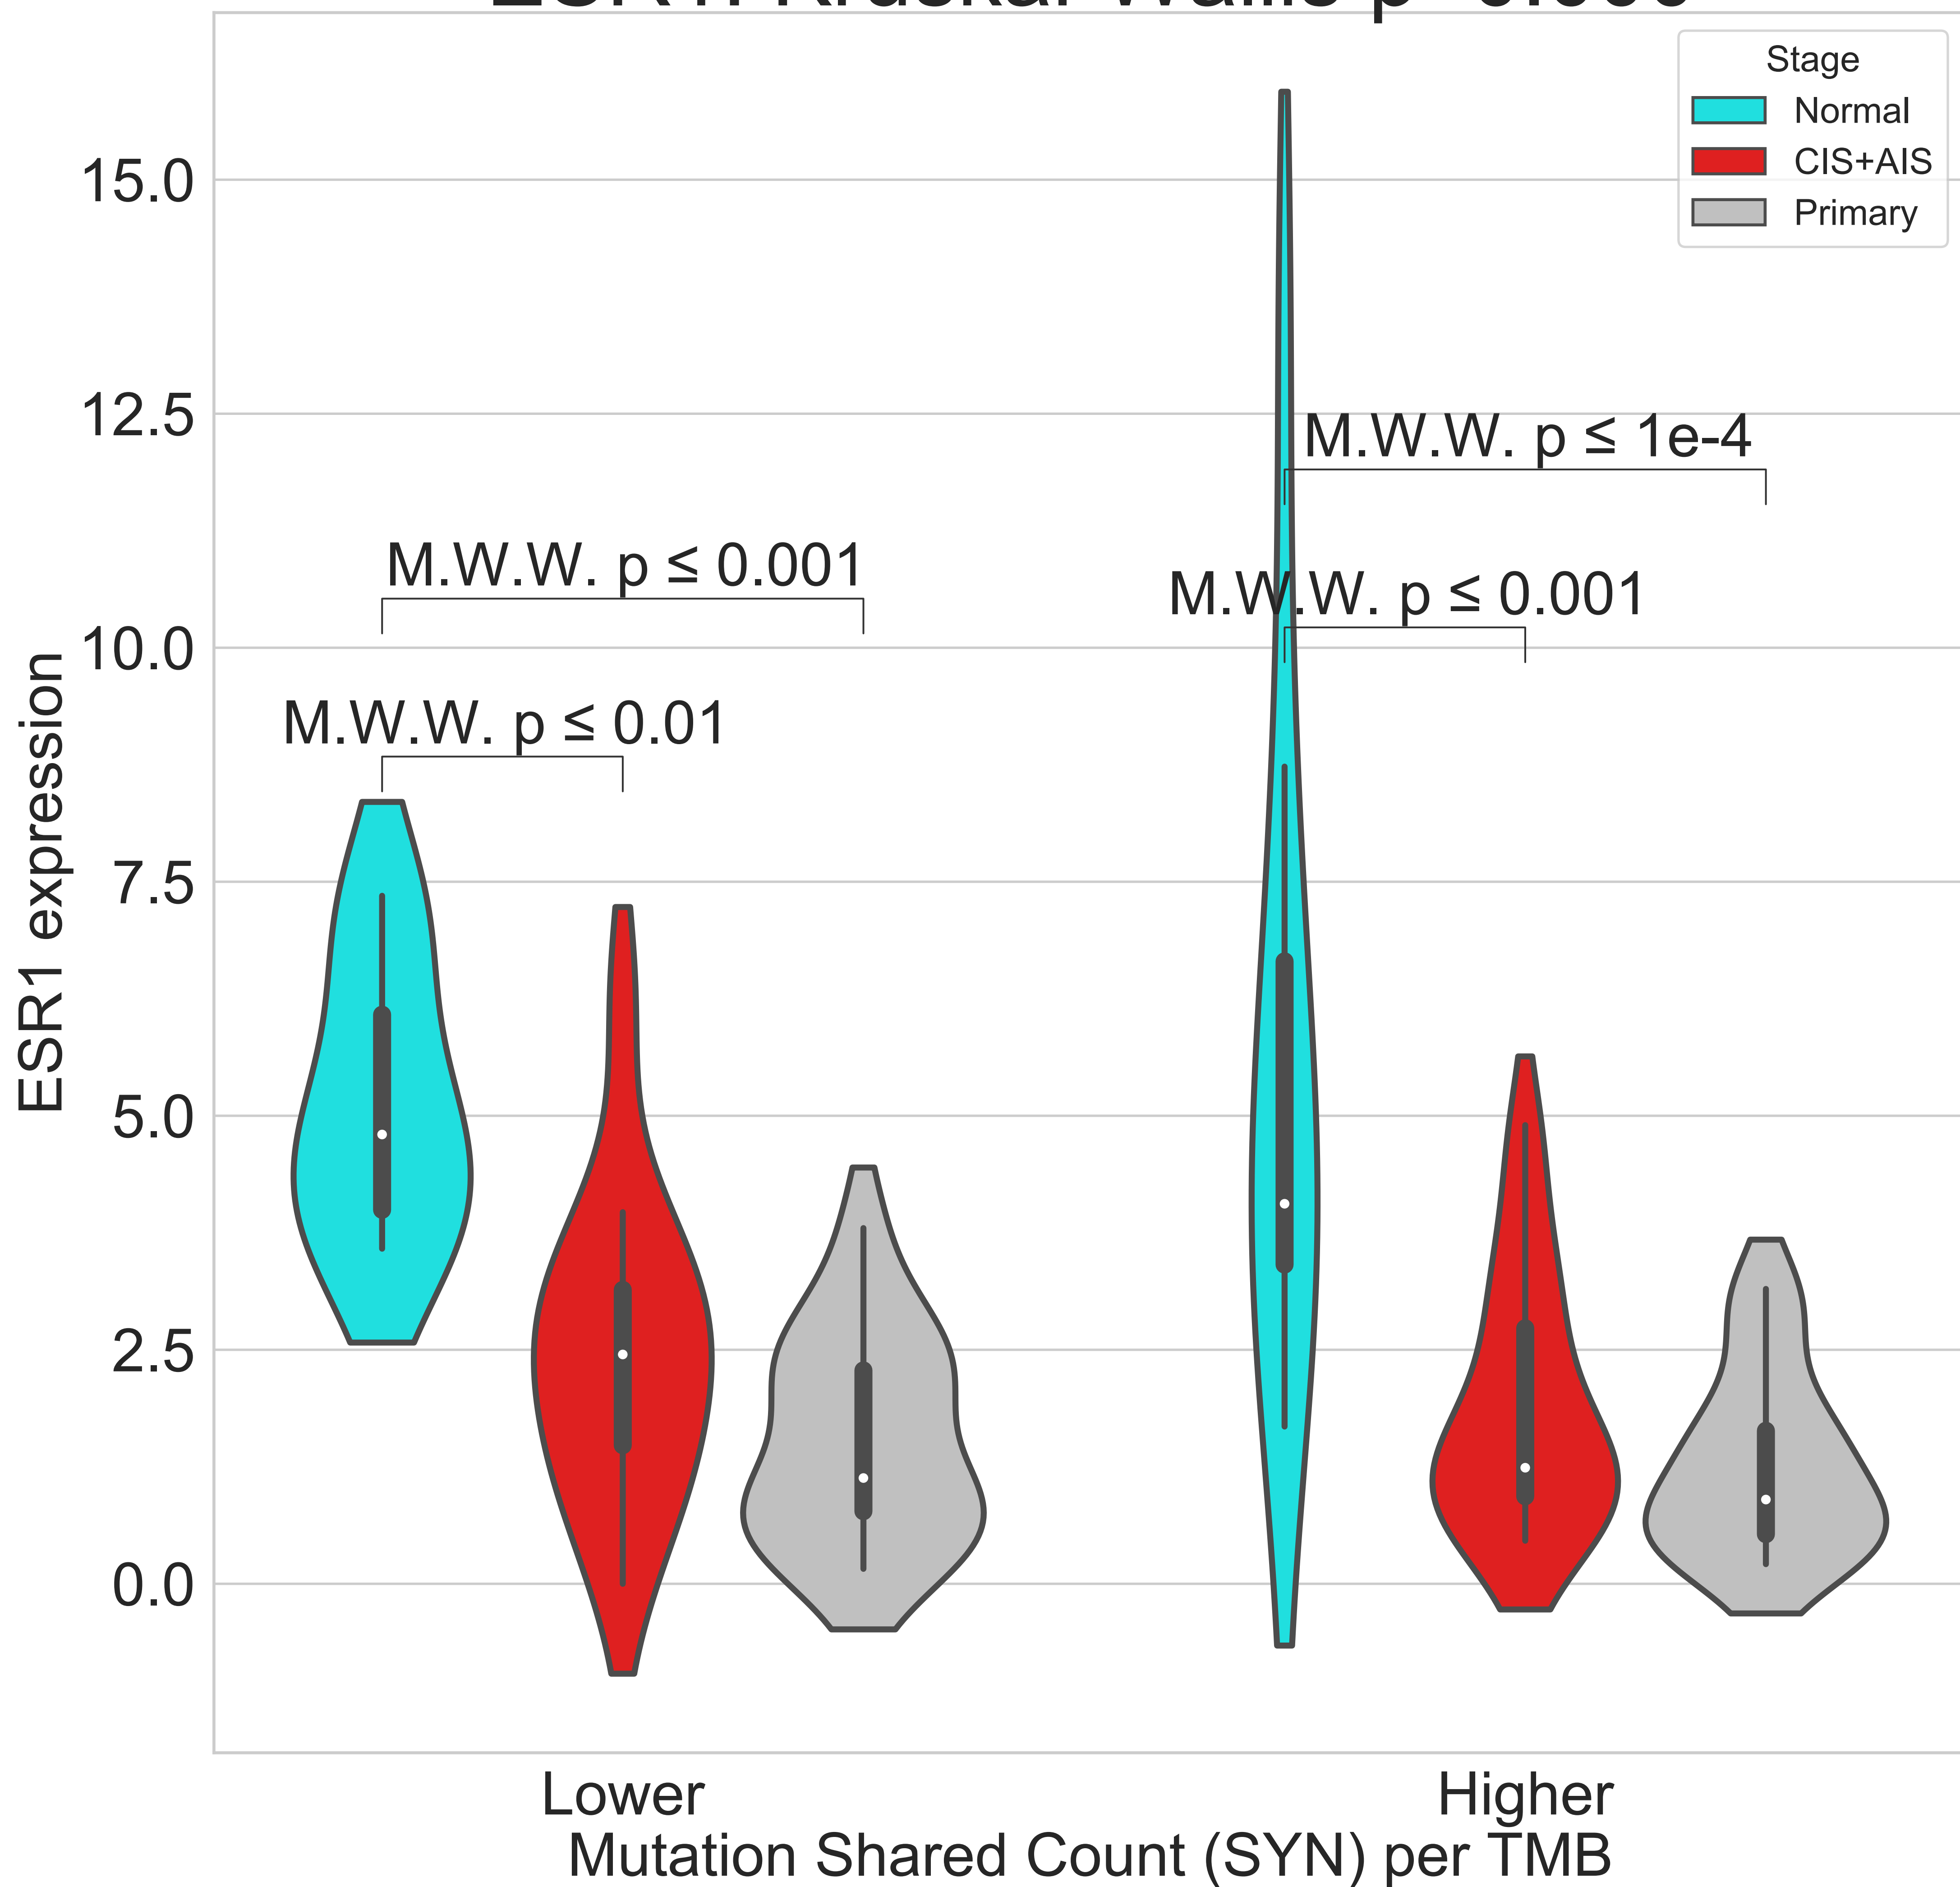 Stage
Normal
CIS+AIS
Primary
15.0
12.5
10.0
7.5
5.0
2.5
0.0
ESR1 expression
M.W.W. p ≤ 1e-4
M.W.W. p ≤ 0.001
M.W.W. p ≤ 0.001
M.W.W. p ≤ 0.01
Lower
Higher
Mutation Shared Count (SYN) per TMB